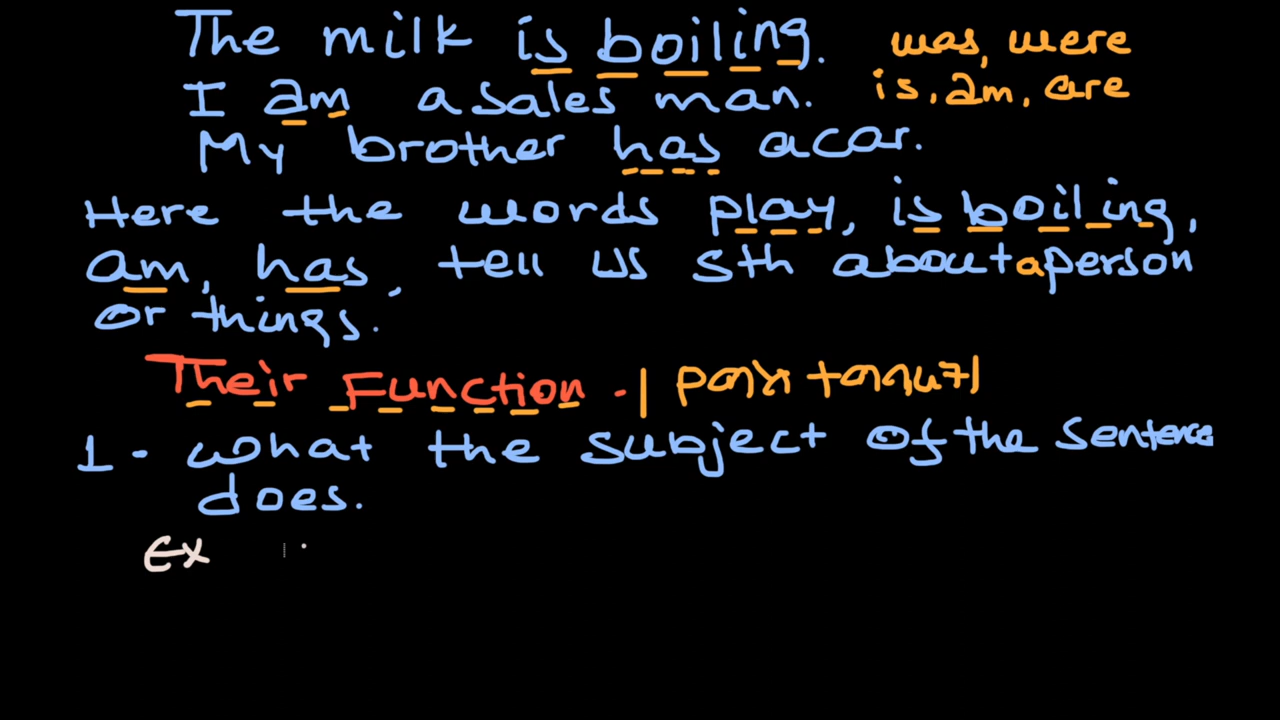 The milk is boiling. was, were
I am a sales man. is, am, are
My brother has a car.
Here the words play, is boiling,
am, has, tell us sth about a person
or things.
Their Function.
1 - what the subject of the sentence
does.
Ex